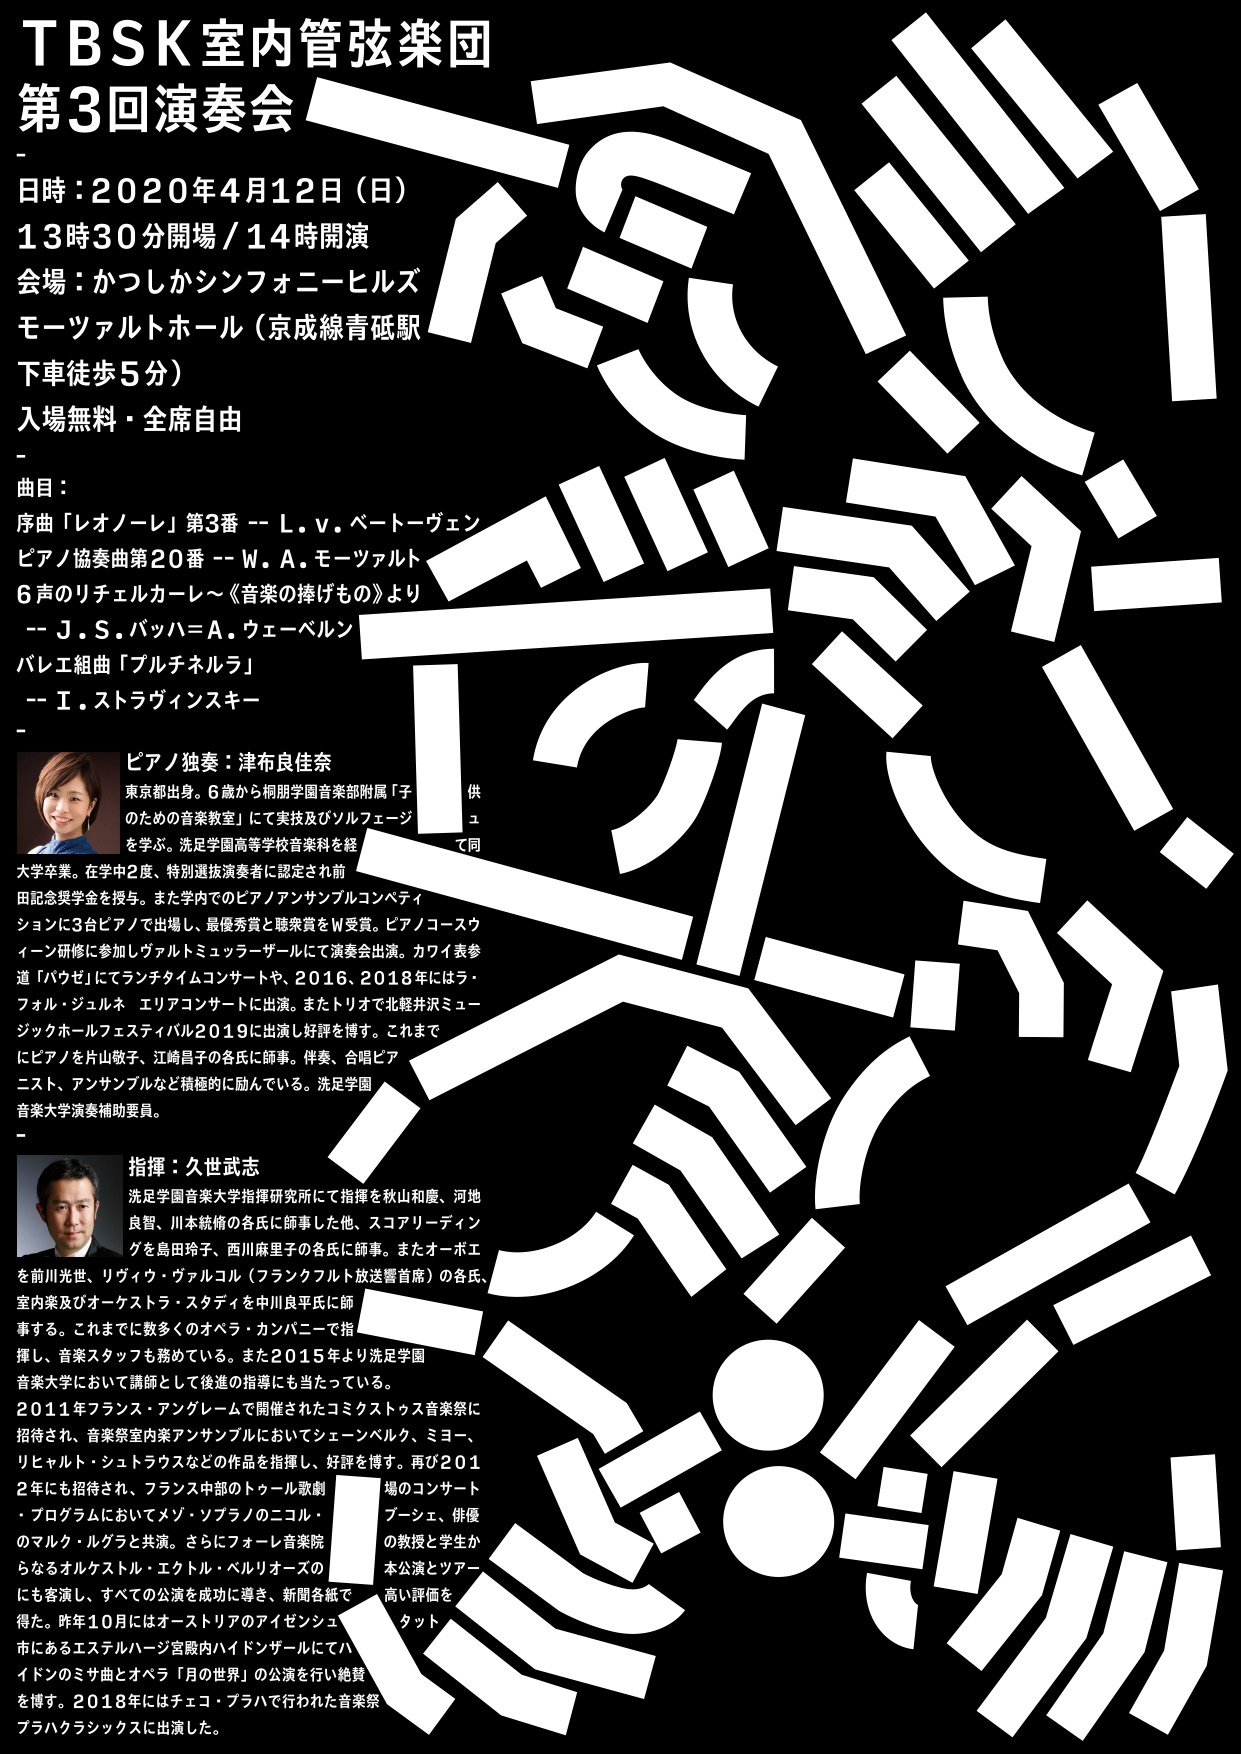 TBSK室内管弦楽団
第3回演奏会
–
日時：2020年4月12日（日）
13時30分開場/14時開演
会場：かつしかシンフォニーヒルズ
モーツァルトホール（京成線青砥駅
下車徒歩5分）
入場無料・全席自由
–
曲目：
序曲「レオノーレ」第3番 -- L.v.ベートーヴェン
ピアノ協奏曲第20番 -- W.A.モーツァルト
6声のリチェルカーレ～《音楽の捧げもの》より
-- J.S.バッハ＝A.ウェーベルン
バレエ組曲「プルチネルラ」
-- I.ストラヴィンスキー
–
ピアノ独奏：津布良佳奈
東京都出身。6歳から桐朋学園音楽部附属「子 供
のための音楽教室」にて実技及びソルフェージ ュ
を学ぶ。洗足学園高等学校音楽科を経 て同
大学卒業。在学中2度、特別選抜演奏者に認定され前
田記念奨学金を授与。また学内でのピアノアンサンブルコンペティ
ションに3台ピアノで出場し、最優秀賞と聴衆賞をW受賞。ピアノコースウ
ィーン研修に参加しヴァルトミュッラーザールにて演奏会出演。カワイ表参
道「パウゼ」にてランチタイムコンサートや、2016、2018年にはラ・
フォル・ジュルネ　エリアコンサートに出演。またトリオで北軽井沢ミュー
ジックホールフェスティバル2019に出演し好評を博す。これまで
にピアノを片山敬子、江崎昌子の各氏に師事。伴奏、合唱ピア
ニスト、アンサンブルなど積極的に励んでいる。洗足学園
音楽大学演奏補助要員。
–
指揮：久世武志
洗足学園音楽大学指揮研究所にて指揮を秋山和慶、河地
良智、川本統脩の各氏に師事した他、スコアリーディン
グを島田玲子、西川麻里子の各氏に師事。またオーボエ
を前川光世、リヴィウ・ヴァルコル（フランクフルト放送響首席）の各氏、
室内楽及びオーケストラ・スタディを中川良平氏に師
事する。これまでに数多くのオペラ・カンパニーで指
揮し、音楽スタッフも務めている。また2015年より洗足学園
音楽大学において講師として後進の指導にも当たっている。
2011年フランス・アングレームで開催されたコミクストゥス音楽祭に
招待され、音楽祭室内楽アンサンブルにおいてシェーンベルク、ミヨー、
リヒャルト・シュトラウスなどの作品を指揮し、好評を博す。再び201
2年にも招待され、フランス中部のトゥール歌劇 場のコンサート
・プログラムにおいてメゾ・ソプラノのニコル・ ブーシェ、俳優
のマルク・ルグラと共演。さらにフォーレ音楽院 の教授と学生か
らなるオルケストル・エクトル・ベルリオーズの 本公演とツアー
にも客演し、すべての公演を成功に導き、新聞各紙で 高い評価を
得た。昨年10月にはオーストリアのアイゼンシュ タット
市にあるエステルハージ宮殿内ハイドンザールにてハ
イドンのミサ曲とオペラ「月の世界」の公演を行い絶賛
を博す。2018年にはチェコ・プラハで行われた音楽祭
プラハクラシックスに出演した。